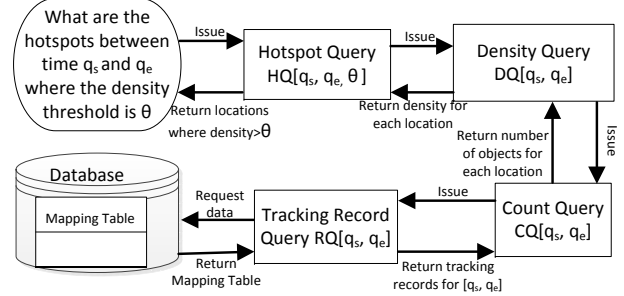 What are the
hotspots between
time qs and qe
where the density
threshold is θ
Issue
Hotspot Query
HQ[qs, qe, θ ]
Issue
Density Query
DQ[qs, qe]
Return locations
where density>θ
Return density for
each location
Return number
of objects for
each location
Issue
Database
Mapping Table
Request
data
Return
Mapping Table
Tracking Record
Query RQ[qs, qe]
Issue
Count Query
CQ[qs, qe]
Return tracking
records for [qs, qe]